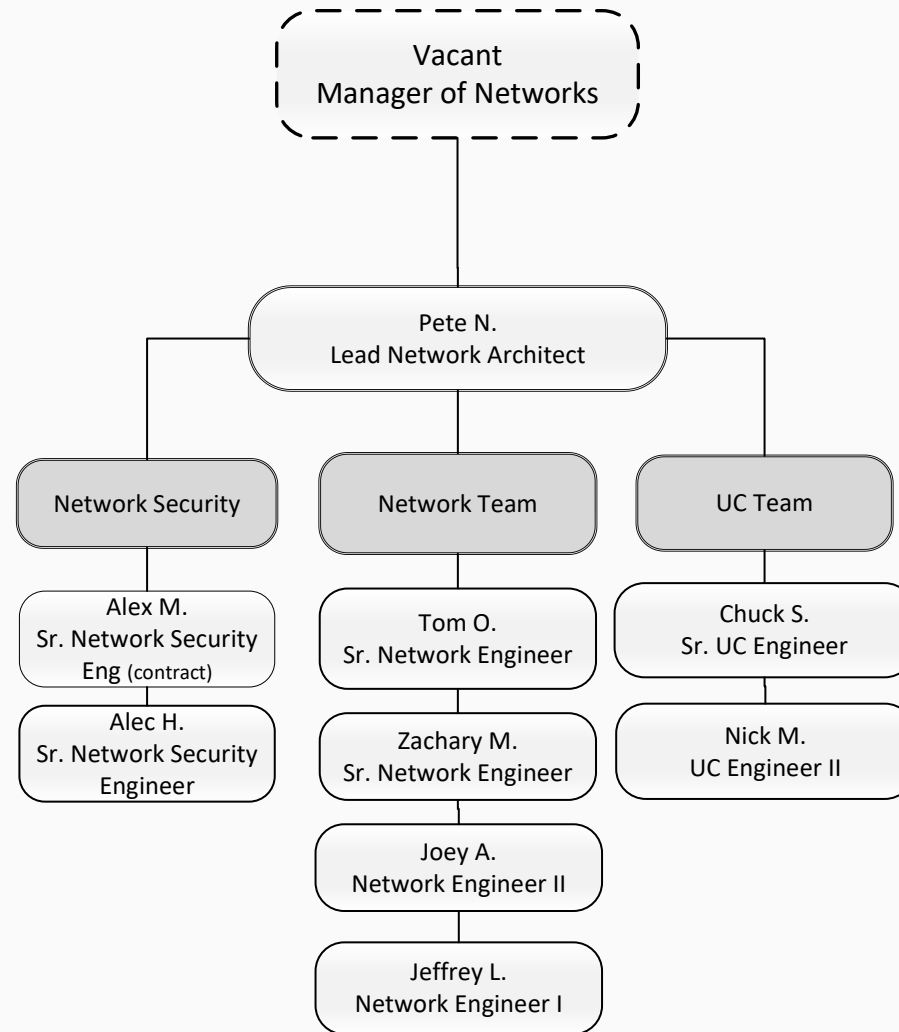 Vacant
Manager of Networks
Pete N.
Lead Network Architect
Network Security
Network Team
UC Team
Alex M.
Sr. Network Security
Eng (contract)
Alec H.
Sr. Network Security
Engineer
Tom O.
Sr. Network Engineer
Zachary M.
Sr. Network Engineer
Joey A.
Network Engineer II
Jeffrey L.
Network Engineer I
Chuck S.
Sr. UC Engineer
Nick M.
UC Engineer II